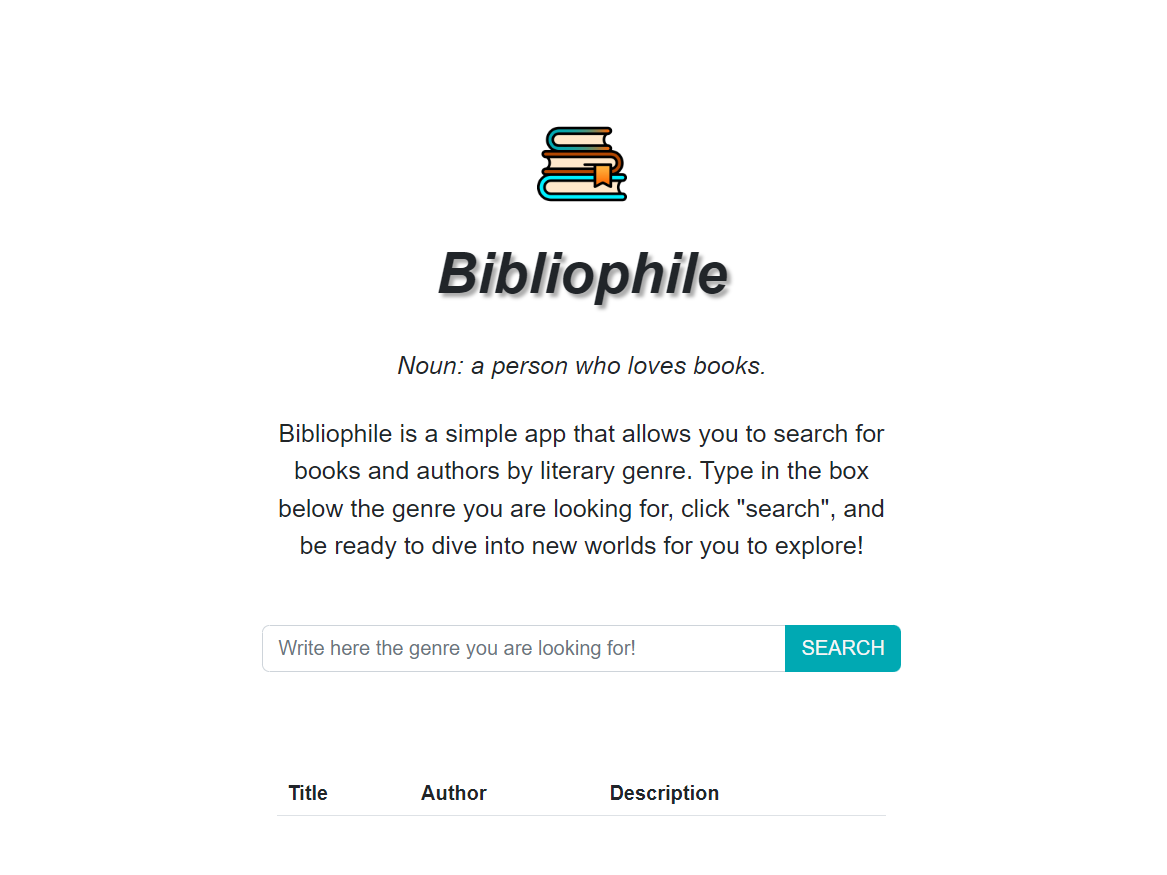 Bibliophile
Noun: a person who loves books.
Bibliophile is a simple app that allows you to search for
books and authors by literary genre. Type in the box
below the genre you are looking for, click "search", and
be ready to dive into new worlds for you to explore!
Write here the genre you are looking for! SEARCH
Title Author Description